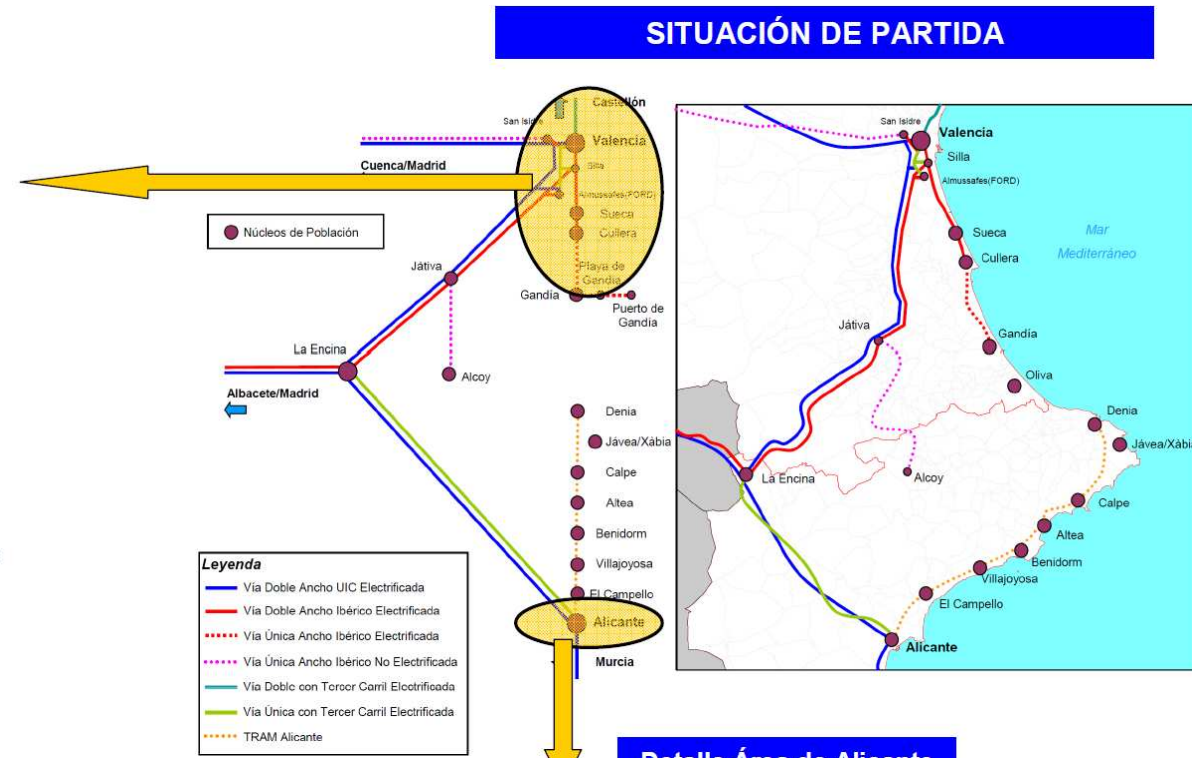 SITUACIÓN DE PARTIDA
Castellón
San Isidre
Valencia
Cuenca/Madrid
Silla
Almussafes(FORD)
Núcleos de Población
Sueca
Cullera
Játiva
Playa de
Gandia
Gandía
Puerto de
Gandía
La Encina
Alcoy
Albacete/Madrid
Denia
Jávea/Xàbia
Calpe
Altea
Benidorm
Villajoyosa
El Campello
Alicante
Murcia
Leyenda
Vía Doble Ancho UIC Electrificada
Vía Doble Ancho Ibérico Electrificada
Vía Única Ancho Ibérico Electrificada
Vía Única Ancho Ibérico No Electrificada
Vía Doble con Tercer Carril Electrificada
Vía Única con Tercer Carril Electrificada
TRAM Alicante
San Isidre
Valencia
Silla
Almussafes(FORD)
Sueca
Mar
Mediterráneo
Cullera
Játiva
Gandía
Oliva
Denia
Jávea/Xàbia
La Encina
Alcoy
Calpe
Altea
Benidorm
Villajoyosa
El Campello
Alicante
Detalle Área de Alicante